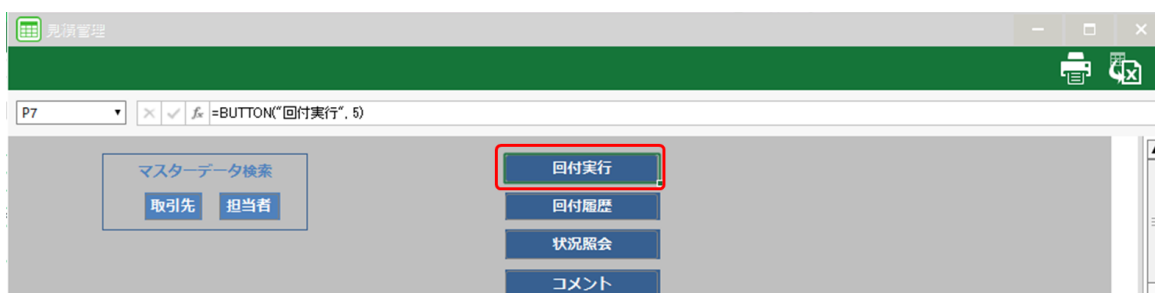 見積管理
P7
fx =BUTTON("回付実行", 5)
マスターデータ検索
取引先 担当者
回付実行
回付履歴
状況照会
コメント